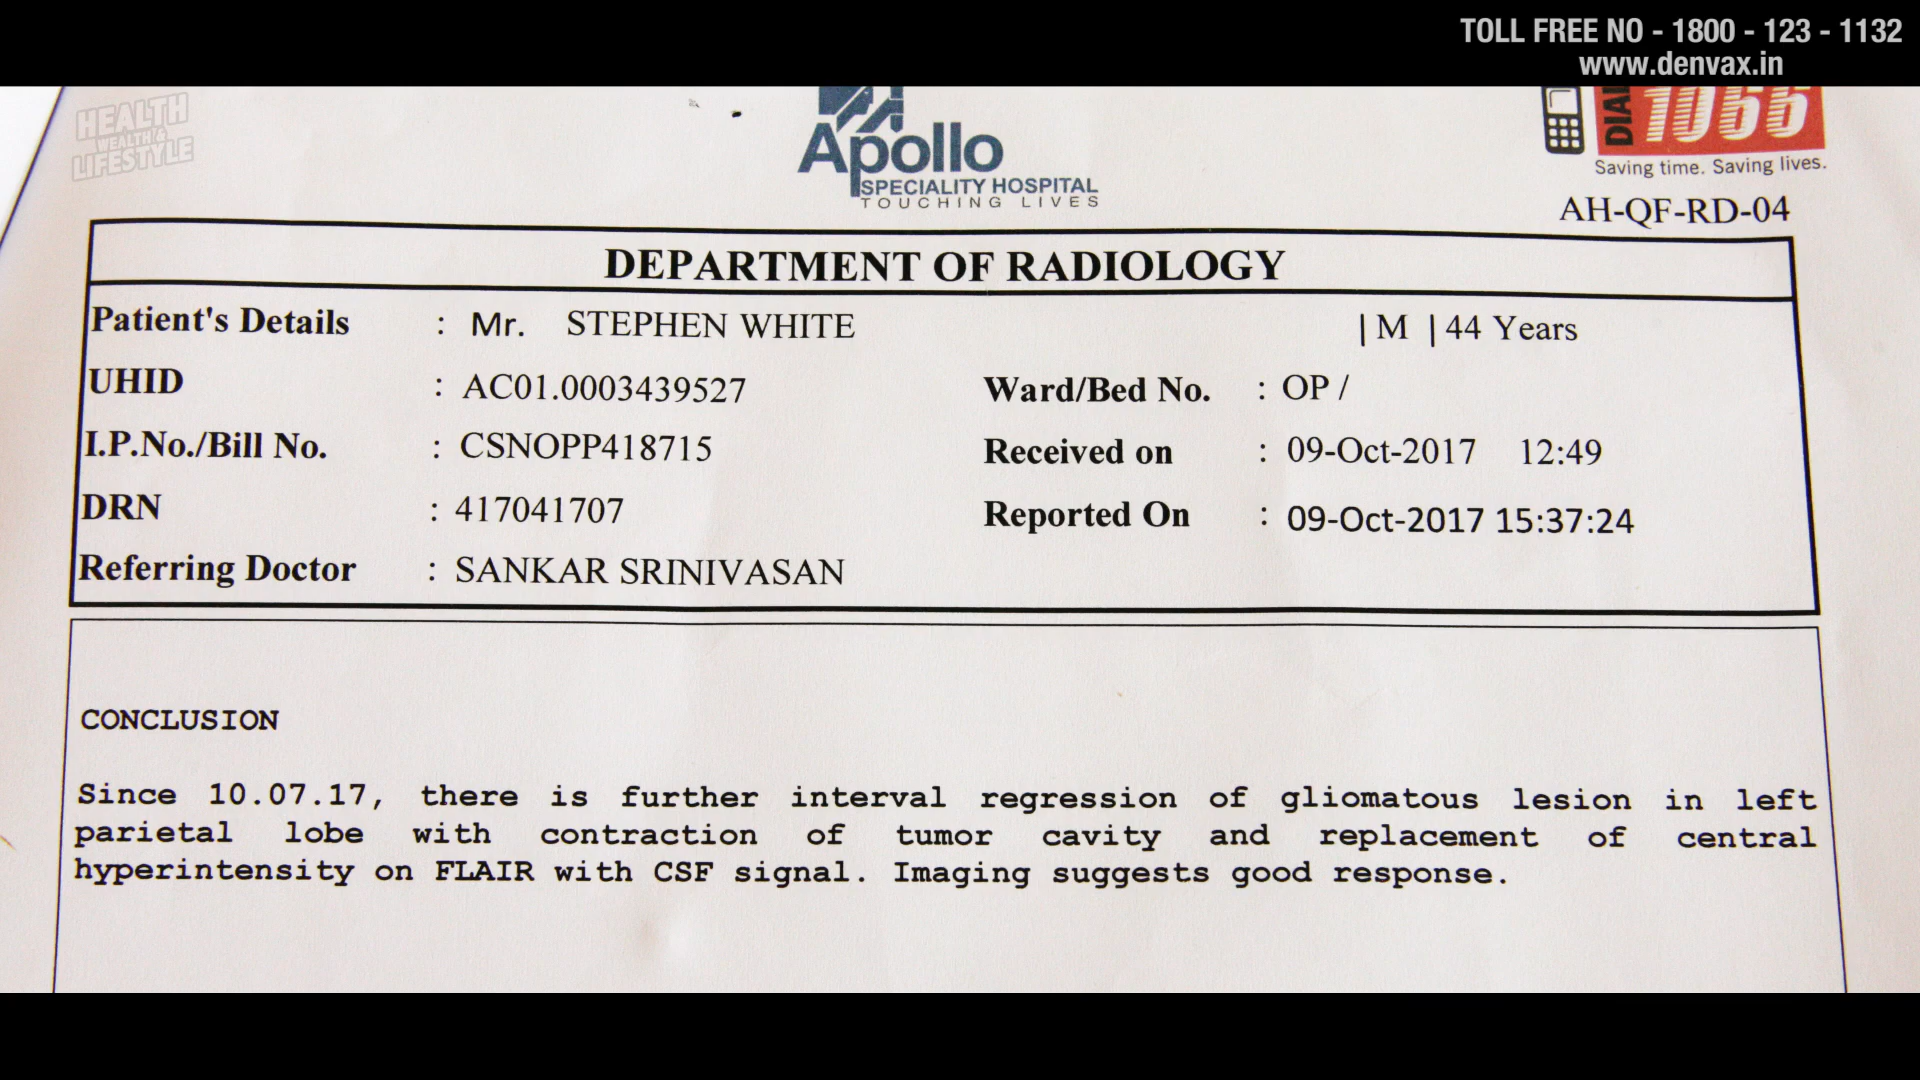 TOLL FREE NO - 1800 - 123 - 1132
www.denvax.in
HEALTH
WEALTH &
LIFESTYLE
Apollo
SPECIALITY HOSPITAL
TOUCHING LIVES
DIAL 1066
Saving time. Saving lives.
AH-QF-RD-04
DEPARTMENT OF RADIOLOGY
Patient's Details : Mr. STEPHEN WHITE | M | 44 Years
UHID : AC01.0003439527 Ward/Bed No. : OP /
I.P.No./Bill No. : CSNOPP418715 Received on : 09-Oct-2017 12:49
DRN : 417041707 Reported On : 09-Oct-2017 15:37:24
Referring Doctor : SANKAR SRINIVASAN
CONCLUSION
Since 10.07.17, there is further interval regression of gliomatous lesion in left
parietal lobe with contraction of tumor cavity and replacement of central
hyperintensity on FLAIR with CSF signal. Imaging suggests good response.